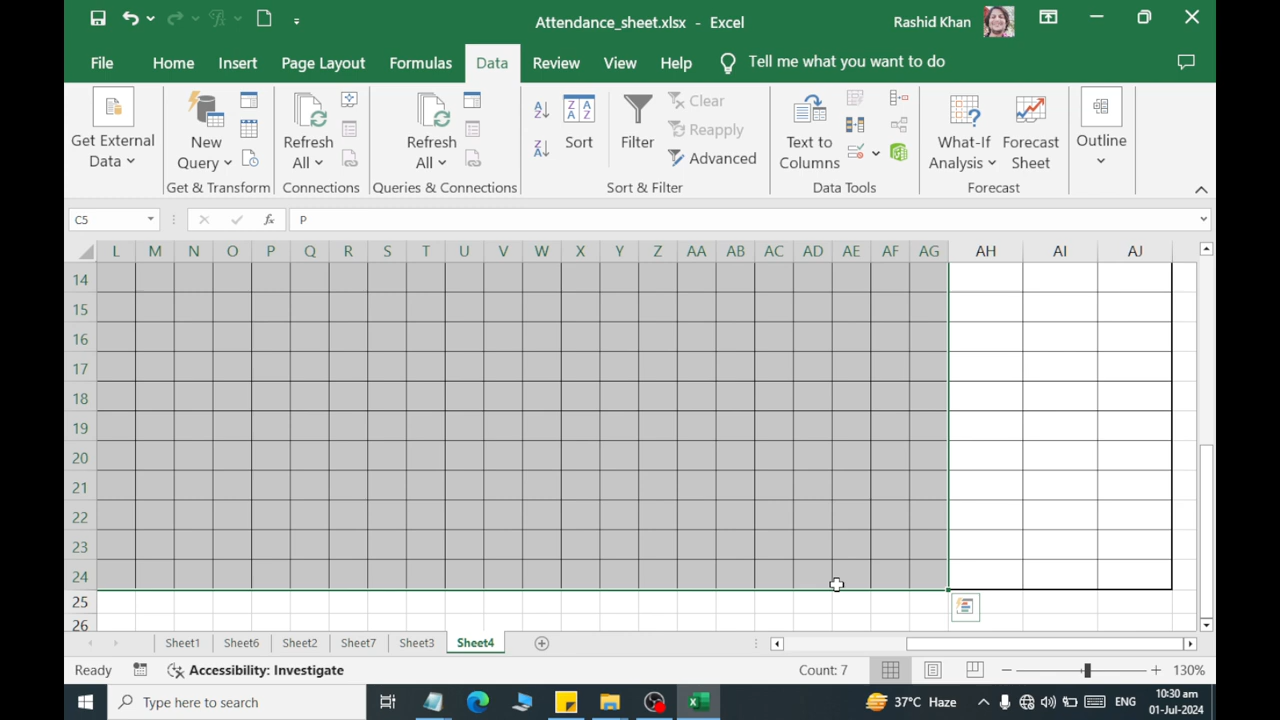 Attendance_sheet.xlsx - Excel
Rashid Khan
File Home Insert Page Layout Formulas Data Review View Help Tell me what you want to do
Get External Data
New Query
Refresh All
Refresh All
Sort
Filter
Clear
Reapply
Advanced
Text to Columns
What-If Analysis
Forecast Sheet
Outline
Get & Transform Connections Queries & Connections Sort & Filter Data Tools Forecast
C5 fx P
L M N O P Q R S T U V W X Y Z AA AB AC AD AE AF AG AH AI AJ
14
15
16
17
18
19
20
21
22
23
24
25
26
Sheet1 Sheet6 Sheet2 Sheet7 Sheet3 Sheet4
Ready Accessibility: Investigate Count: 7 130%
Type here to search 37°C Haze ENG 10:30 am
01-Jul-2024